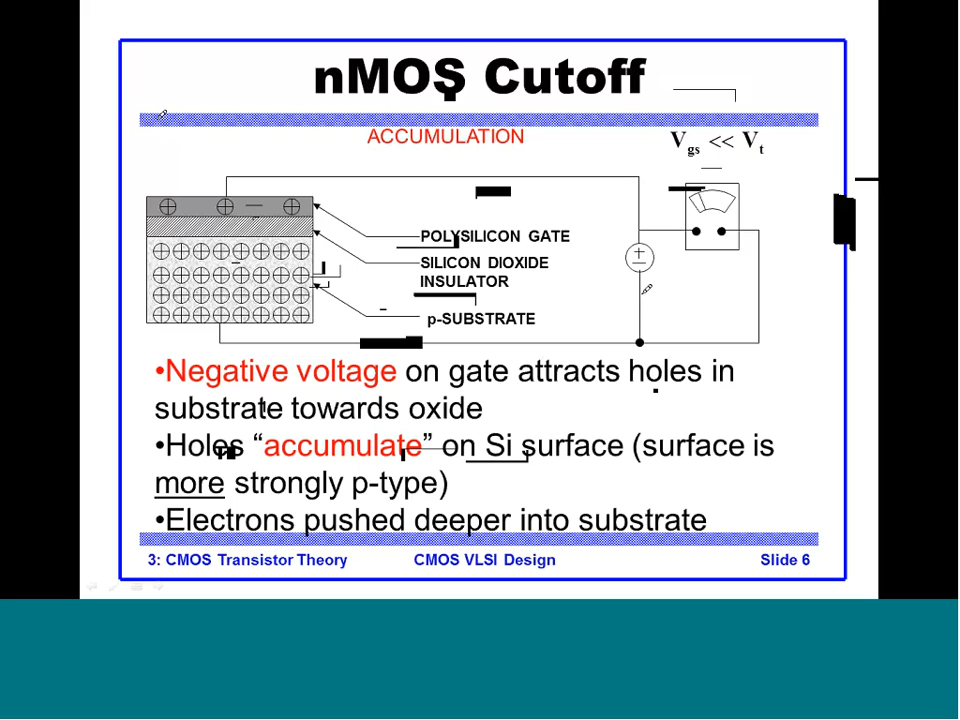 nMOS Cutoff
ACCUMULATION
Vgs << Vt
POLYSILICON GATE
SILICON DIOXIDE
INSULATOR
p-SUBSTRATE
•Negative voltage on gate attracts holes in
substrate towards oxide
•Holes “accumulate” on Si surface (surface is
more strongly p-type)
•Electrons pushed deeper into substrate
3: CMOS Transistor Theory CMOS VLSI Design Slide 6